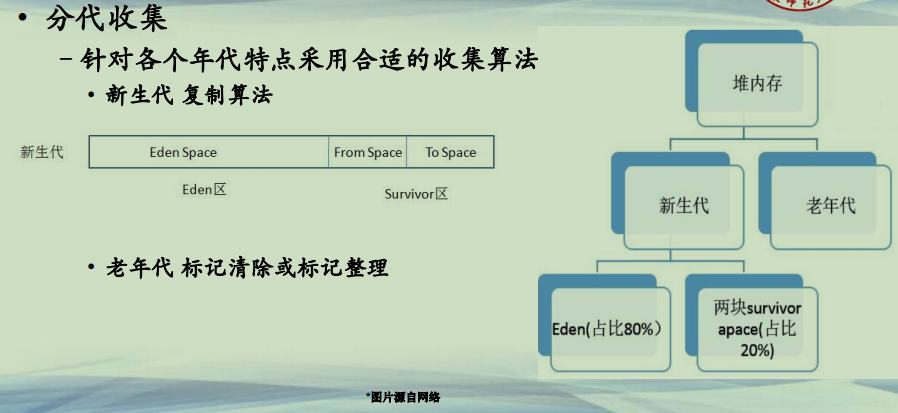 • 分代收集
– 针对各个年代特点采用合适的收集算法
• 新生代 复制算法
新生代
Eden Space
From Space
To Space
Eden区
Survivor区
• 老年代 标记清除或标记整理
堆内存
新生代
老年代
Eden(占比80%）
两块survivor
apace(占比
20%)
*图片源自网络